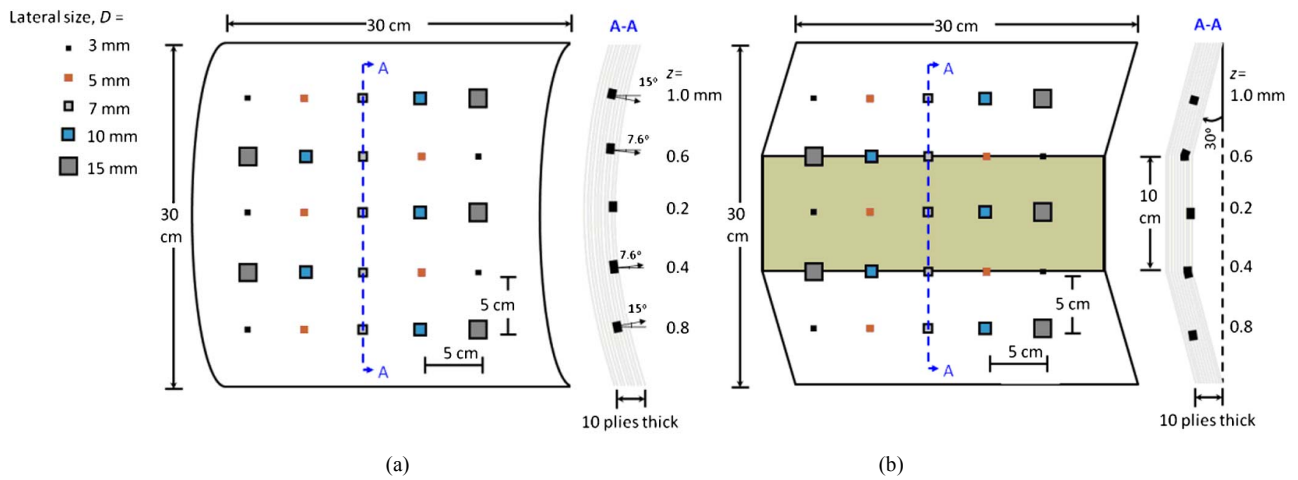 Lateral size, D =
3 mm
5 mm
7 mm
10 mm
15 mm
30 cm
A-A
A
z=
15°
1.0 mm
7.6°
0.6
0.2
7.6°
0.4
15°
0.8
30
cm
5 cm
5 cm
A
10 plies thick
(a)
30 cm
A-A
A
z=
1.0 mm
30°
0.6
10
cm
0.2
0.4
0.8
30
cm
5 cm
5 cm
A
10 plies thick
(b)